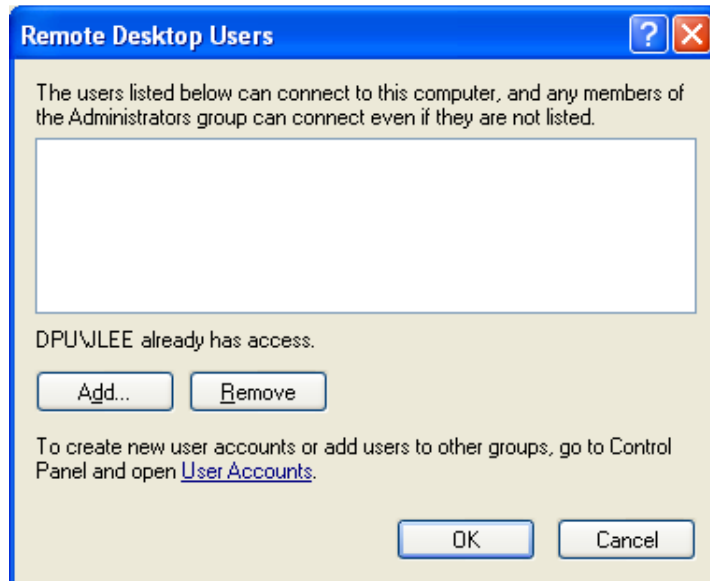 Remote Desktop Users
The users listed below can connect to this computer, and any members of
the Administrators group can connect even if they are not listed.
DPU\JLEE already has access.
Add...
Remove
To create new user accounts or add users to other groups, go to Control
Panel and open User Accounts.
OK
Cancel